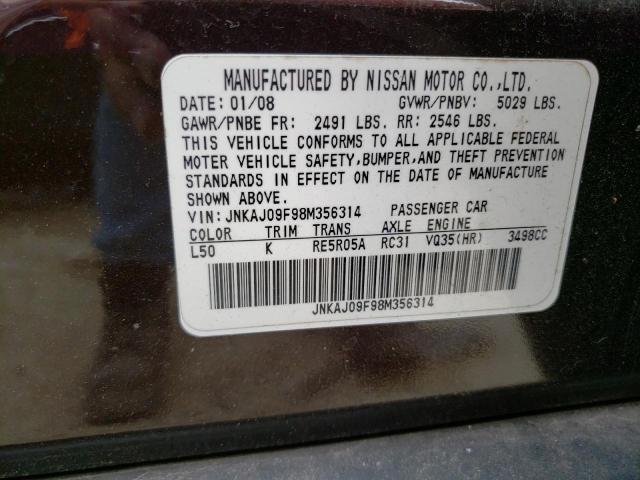 MANUFACTURED BY NISSAN MOTOR CO.,LTD.
DATE: 01/08 GVWR/PNBV: 5029 LBS.
GAWR/PNBE FR: 2491 LBS. RR: 2546 LBS.
THIS VEHICLE CONFORMS TO ALL APPLICABLE FEDERAL
MOTER VEHICLE SAFETY,BUMPER,AND THEFT PREVENTION
STANDARDS IN EFFECT ON THE DATE OF MANUFACTURE
SHOWN ABOVE.
VIN: JNKAJ09F98M356314 PASSENGER CAR
COLOR TRIM TRANS AXLE ENGINE
L50 K RE5R05A RC31 VQ35(HR) 3498CC
JNKAJ09F98M356314